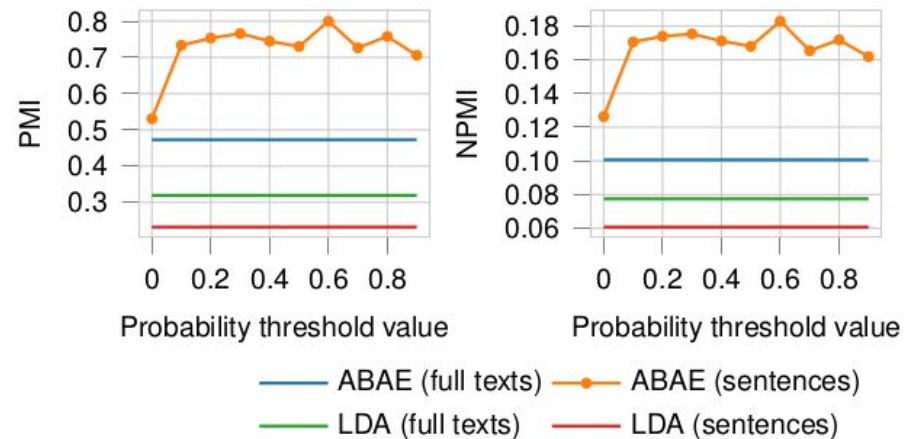 0.8
0.7
0.6
0.5
0.4
0.3
PMI
0 0.2 0.4 0.6 0.8
Probability threshold value
0.18
0.16
0.14
0.12
0.10
0.08
0.06
NPMI
0 0.2 0.4 0.6 0.8
Probability threshold value
ABAE (full texts) ABAE (sentences)
LDA (full texts) LDA (sentences)